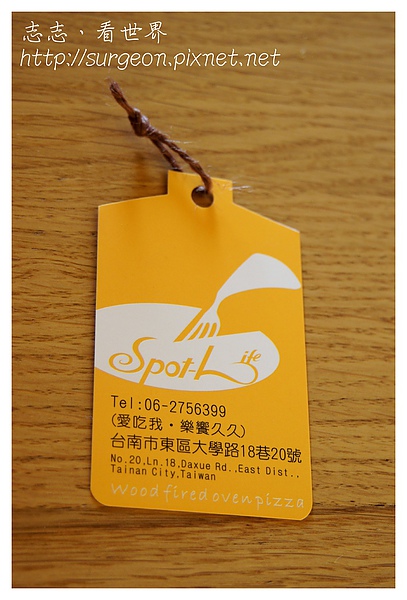 志志，看世界
http://surgeon.pixnet.net
Spot-Life
Tel:06-2756399
(愛吃我・樂饗久久)
台南市東區大學路18巷20號
No.20,Ln.18,Daxue Rd.,East Dist.,
Tainan City,Taiwan
Wood fired oven pizza